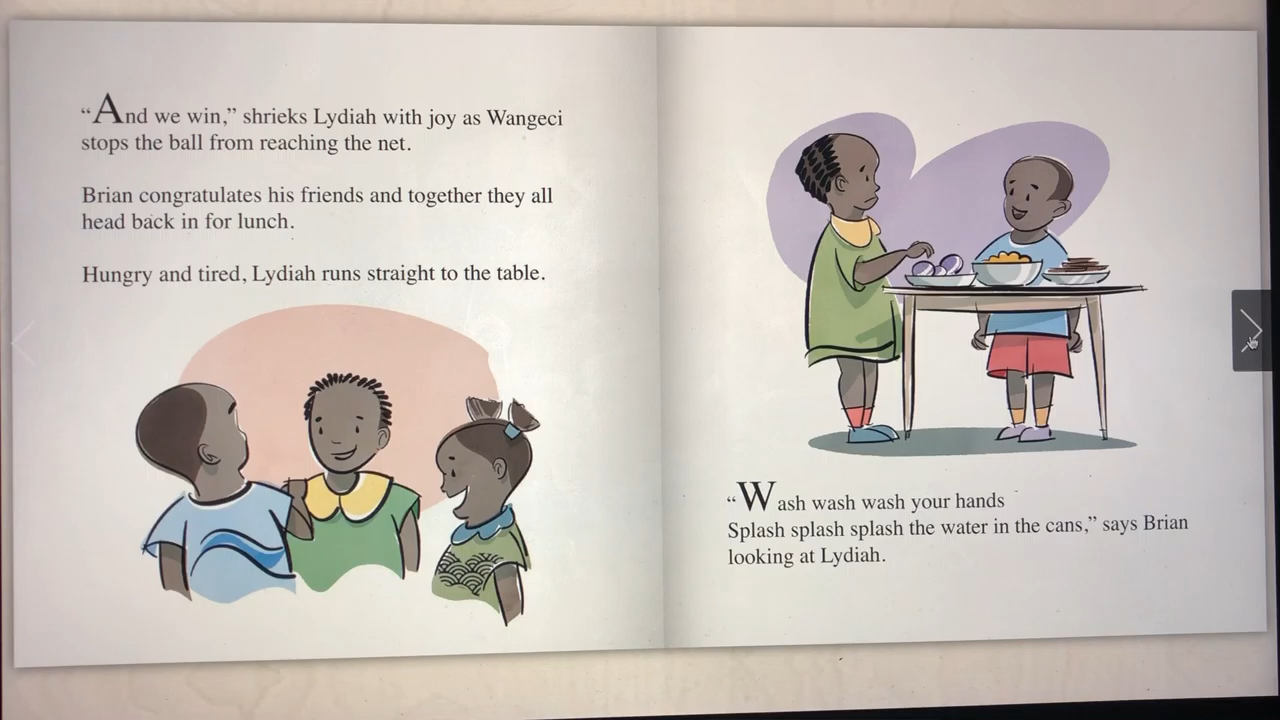 “And we win,” shrieks Lydiah with joy as Wangeci
stops the ball from reaching the net.
Brian congratulates his friends and together they all
head back in for lunch.
Hungry and tired, Lydiah runs straight to the table.
“Wash wash wash your hands
Splash splash splash the water in the cans,” says Brian
looking at Lydiah.